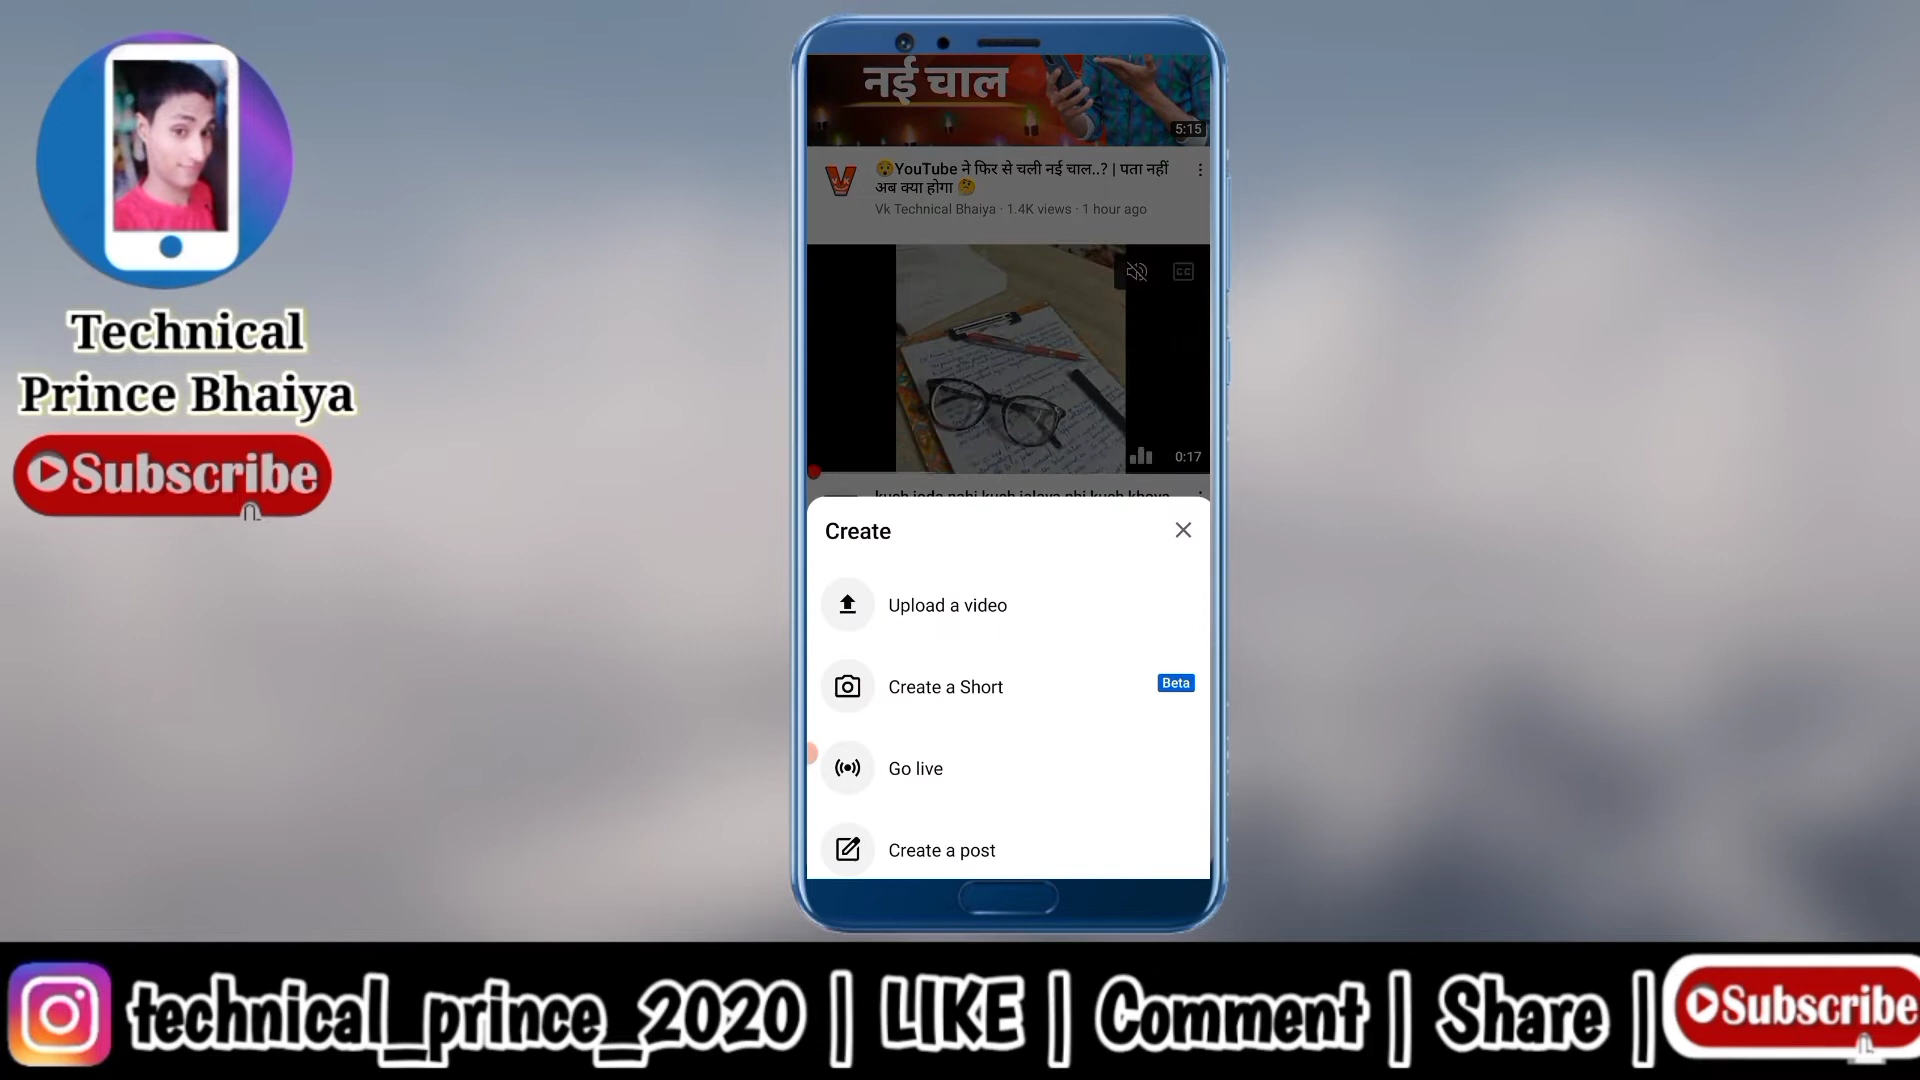 Technical
Prince Bhaiya
Subscribe
नई चाल
5:15
VK
😯YouTube ने फिर से चली नई चाल..? | पता नहीं
अब क्या होगा 🤔
Vk Technical Bhaiya · 1.4K views · 1 hour ago
CC
0:17
Create
Upload a video
Create a Short
Beta
Go live
Create a post
technical_prince_2020 | LIKE | Comment | Share | Subscribe